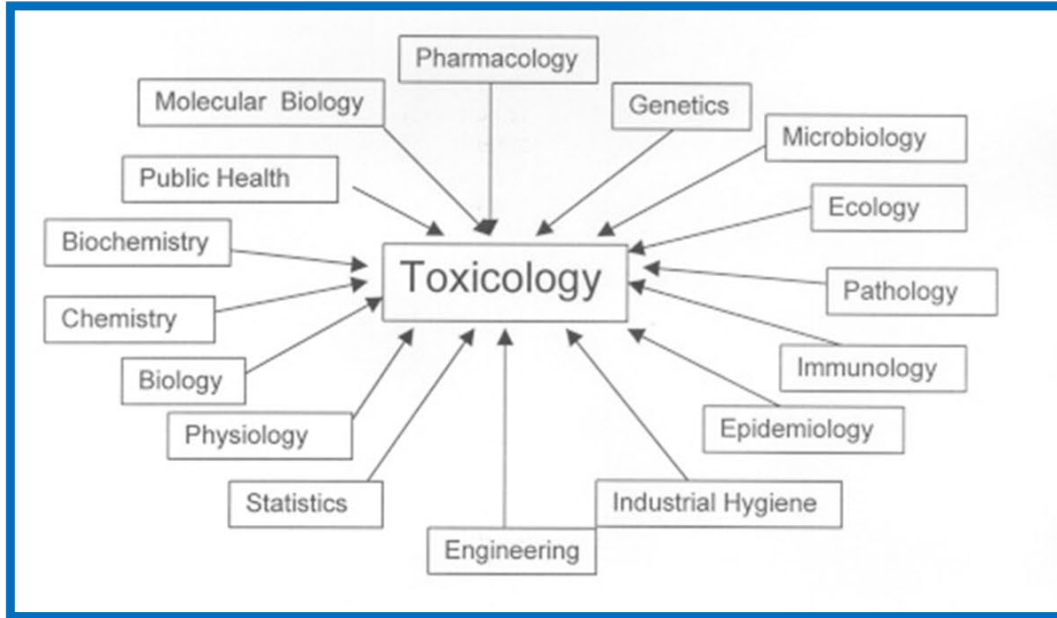 Pharmacology
Molecular Biology
Genetics
Microbiology
Public Health
Ecology
Biochemistry
Toxicology
Pathology
Chemistry
Immunology
Biology
Epidemiology
Physiology
Statistics
Industrial Hygiene
Engineering